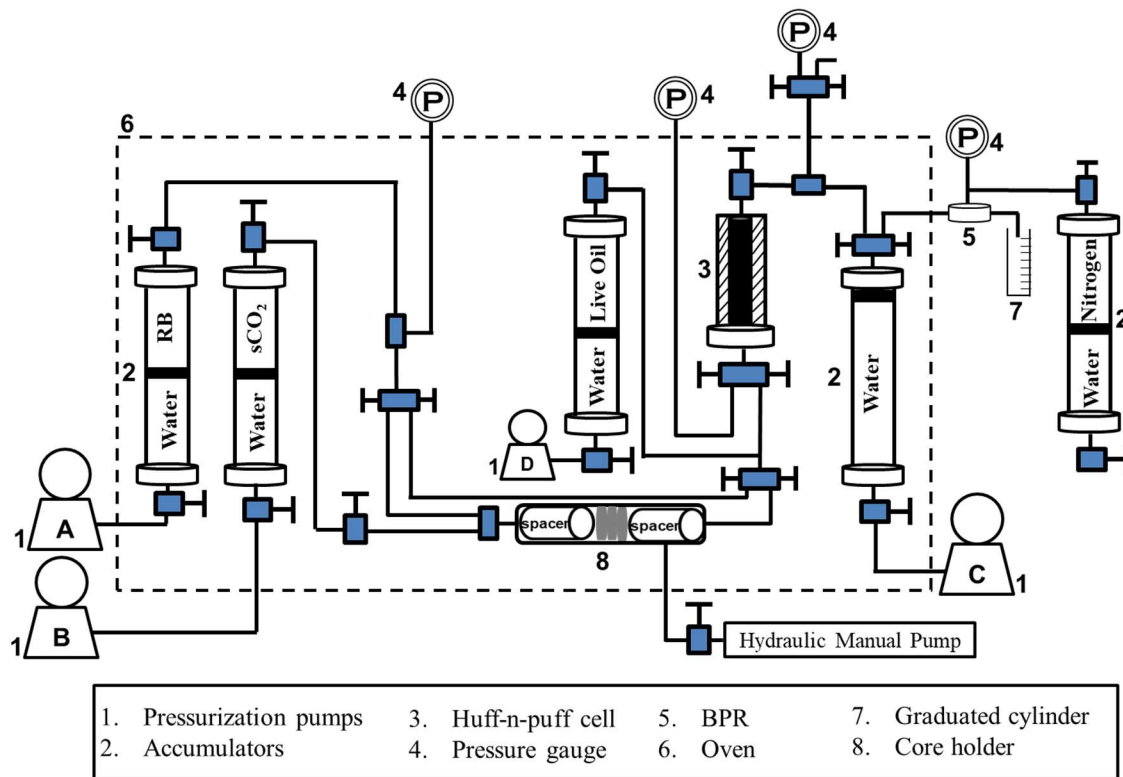 P 4
4 P
P 4
6
P 4
RB
sCO₂
Live Oil
3
5
7
Nitrogen
2
Water
Water
Water
2
Water
2
Water
1 D
A
1
spacer
spacer
8
C
1
B
1
Hydraulic Manual Pump
1. Pressurization pumps
2. Accumulators
3. Huff-n-puff cell
4. Pressure gauge
5. BPR
6. Oven
7. Graduated cylinder
8. Core holder